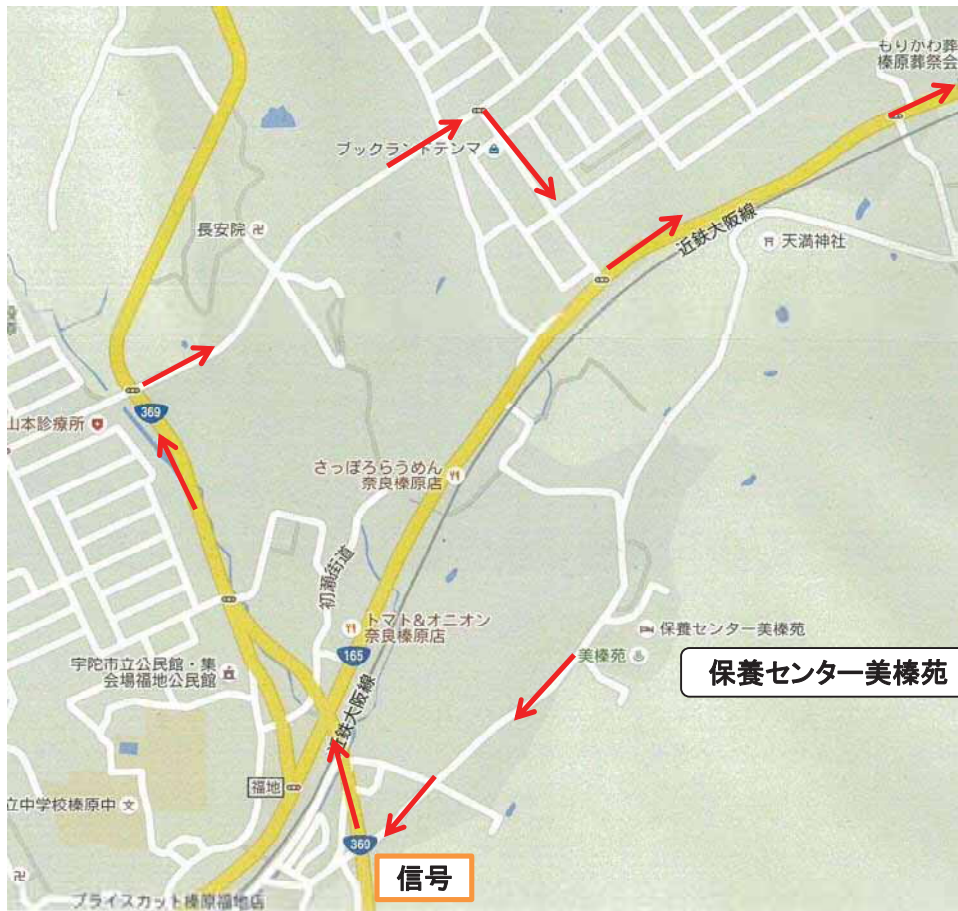 もりかわ葬
榛原葬祭会
ブックランドテンマ
近鉄大阪線
天満神社
長安院
369
山本診療所
さっぽろらうめん
奈良榛原店
初瀬街道
トマト&オニオン
奈良榛原店
保養センター美榛苑
美榛苑
165
保養センター美榛苑
宇陀市立公民館・集
会場福地公民館
近鉄大阪線
福地
立中学校榛原中
369
信号
プライスカット榛原福地店